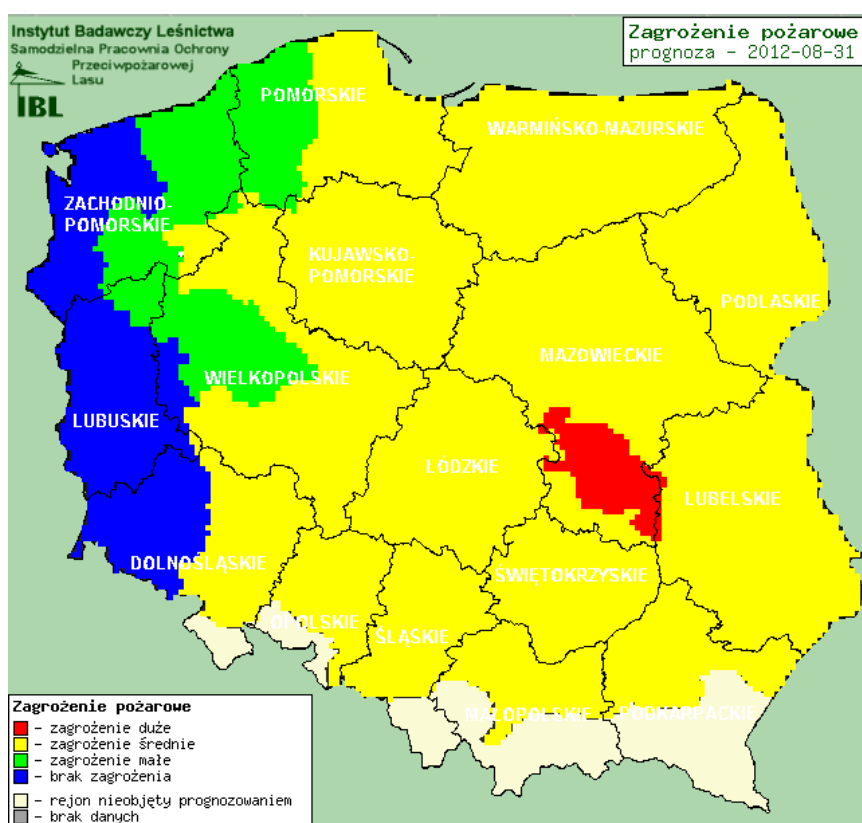 Instytut Badawczy Leśnictwa
Samodzielna Pracownia Ochrony
Przeciwpożarowej
Lasu
IBL
Zagrożenie pożarowe
prognoza - 2012-08-31
POMORSKIE
WARMIŃSKO-MAZURSKIE
ZACHODNIO-
POMORSKIE
KUJAWSKO-
POMORSKIE
PODLASKIE
MAZOWIECKIE
WIELKOPOLSKIE
LUBUSKIE
ŁÓDZKIE
LUBELSKIE
DOLNOŚLĄSKIE
ŚWIĘTOKRZYSKIE
OPOLSKIE
ŚLĄSKIE
MAŁOPOLSKIE
PODKARPACKIE
Zagrożenie pożarowe
- zagrożenie duże
- zagrożenie średnie
- zagrożenie małe
- brak zagrożenia
- rejon nieobjęty prognozowaniem
- brak danych